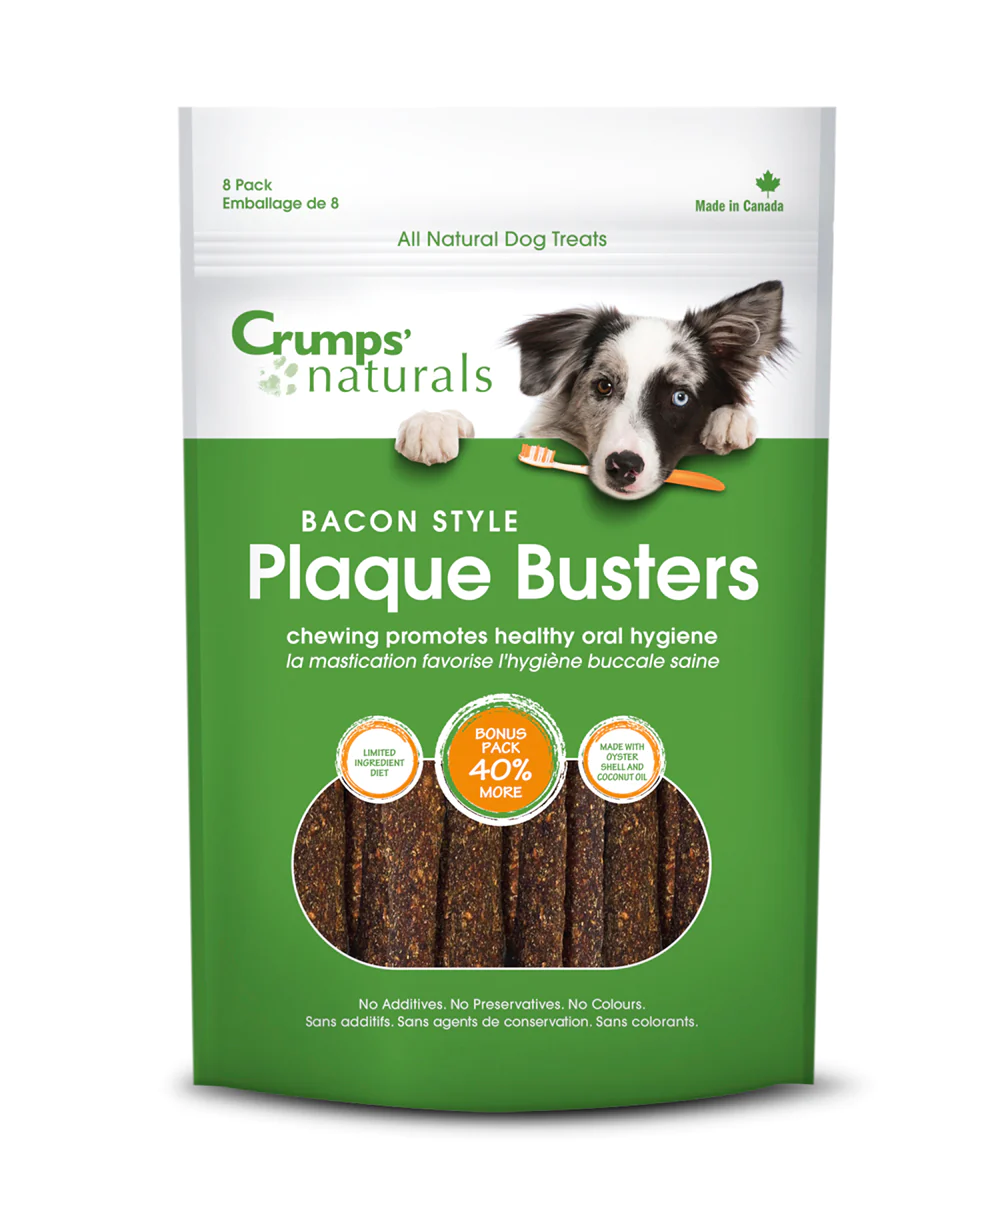 8 Pack
Emballage de 8
Made in Canada
All Natural Dog Treats
Crumps'
naturals
BACON STYLE
Plaque Busters
chewing promotes healthy oral hygiene
la mastication favorise l'hygiène buccale saine
LIMITED
INGREDIENT
DIET
BONUS
PACK
40%
MORE
MADE WITH
OYSTER
SHELL AND
COCONUT OIL
No Additives. No Preservatives. No Colours.
Sans additifs. Sans agents de conservation. Sans colorants.